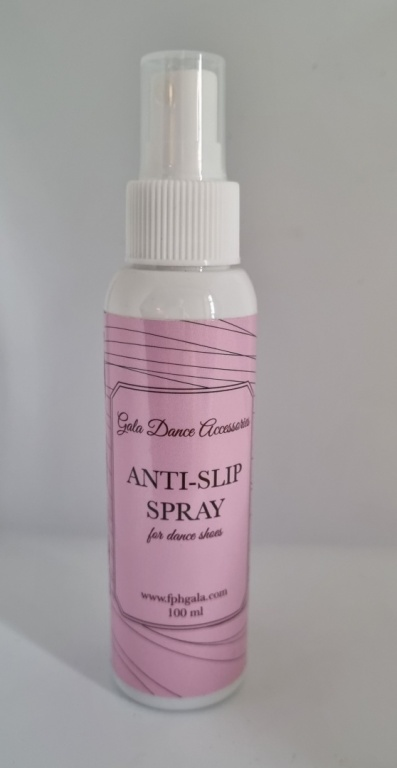 Gala Dance Accessories
ANTI-SLIP
SPRAY
for dance shoes
www.fphgala.com
100 ml